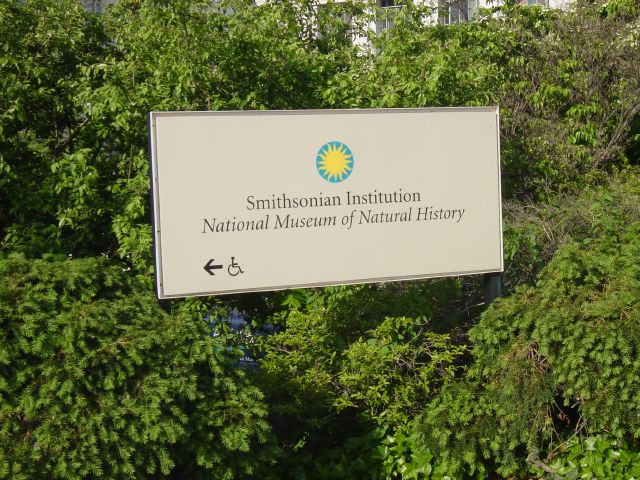 Smithsonian Institution
National Museum of Natural History